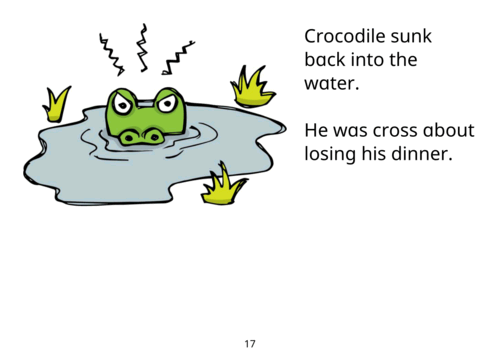 Crocodile sunk
back into the
water.
He was cross about
losing his dinner.
17